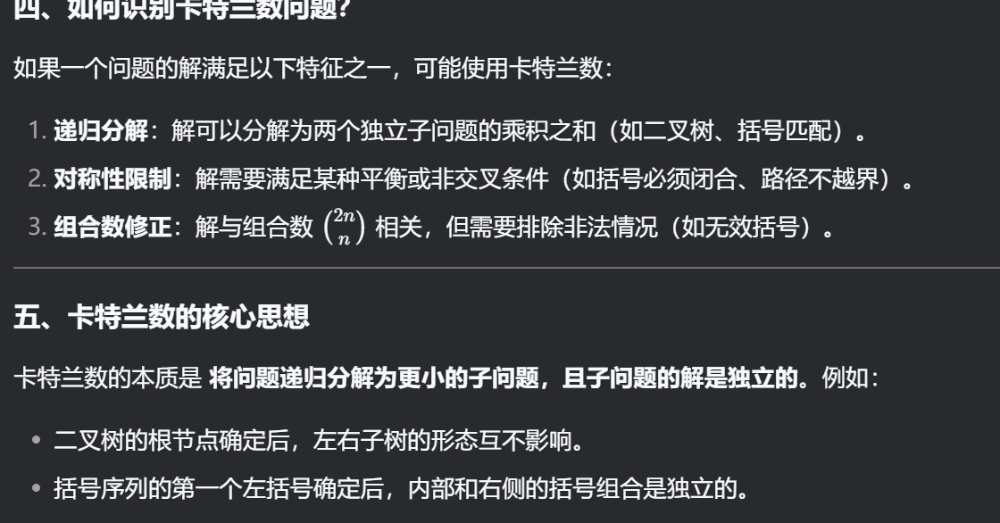 四、如何识别卡特兰数问题?
如果一个问题的解满足以下特征之一，可能使用卡特兰数：
1. 递归分解：解可以分解为两个独立子问题的乘积之和（如二叉树、括号匹配）。
2. 对称性限制：解需要满足某种平衡或非交叉条件（如括号必须闭合、路径不越界）。
3. 组合数修正：解与组合数 (2n n) 相关，但需要排除非法情况（如无效括号）。
五、卡特兰数的核心思想
卡特兰数的本质是 将问题递归分解为更小的子问题，且子问题的解是独立的。例如：
• 二叉树的根节点确定后，左右子树的形态互不影响。
• 括号序列的第一个左括号确定后，内部和右侧的括号组合是独立的。